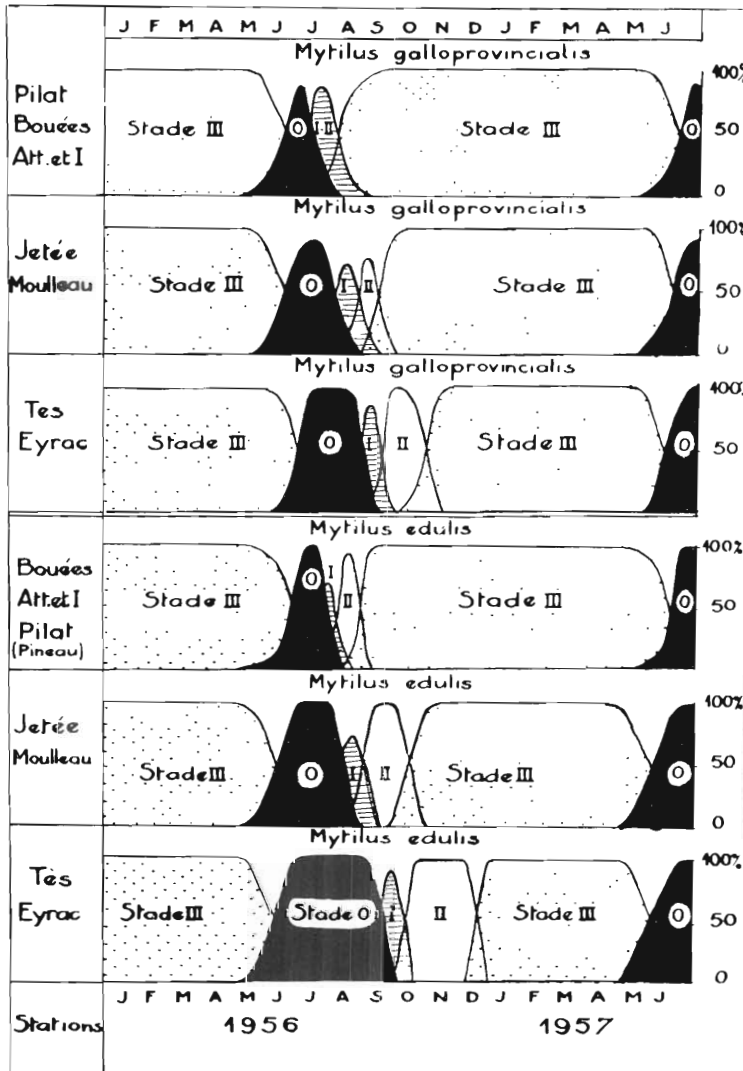 J F M A M J J A S O N D J F M A M J
Mytilus galloprovincialis
Pilat
Bouées
Att. et I
Stade III O I II Stade III O
100%
50
0
Mytilus galloprovincialis
Jetée
Moulleau
Stade III O I II Stade III O
100%
50
0
Mytilus galloprovincialis
Tes
Eyrac
Stade III O I II Stade III O
100%
50
Mytilus edulis
Bouées
Att. et I
Pilat
(Pineau)
Stade III O I II Stade III O
100%
50
Mytilus edulis
Jetée
Moulleau
Stade III O I II Stade III O
100%
50
0
Mytilus edulis
Tès
Eyrac
Stade III Stade O I II Stade III O
100%
50
0
J F M A M J J A S O N D J F M A M J
Stations 1956 1957